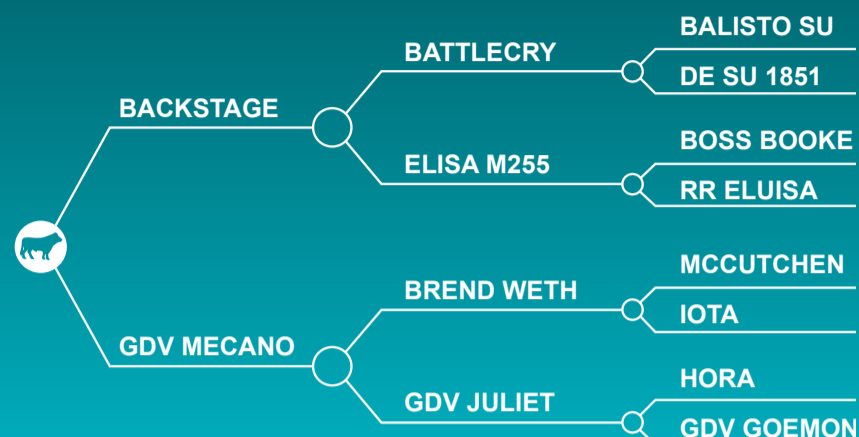 BALISTO SU
BATTLECRY
DE SU 1851
BACKSTAGE
BOSS BOOKE
ELISA M255
RR ELUISA
MCCUTCHEN
BREND WETH
IOTA
GDV MECANO
HORA
GDV JULIET
GDV GOEMON